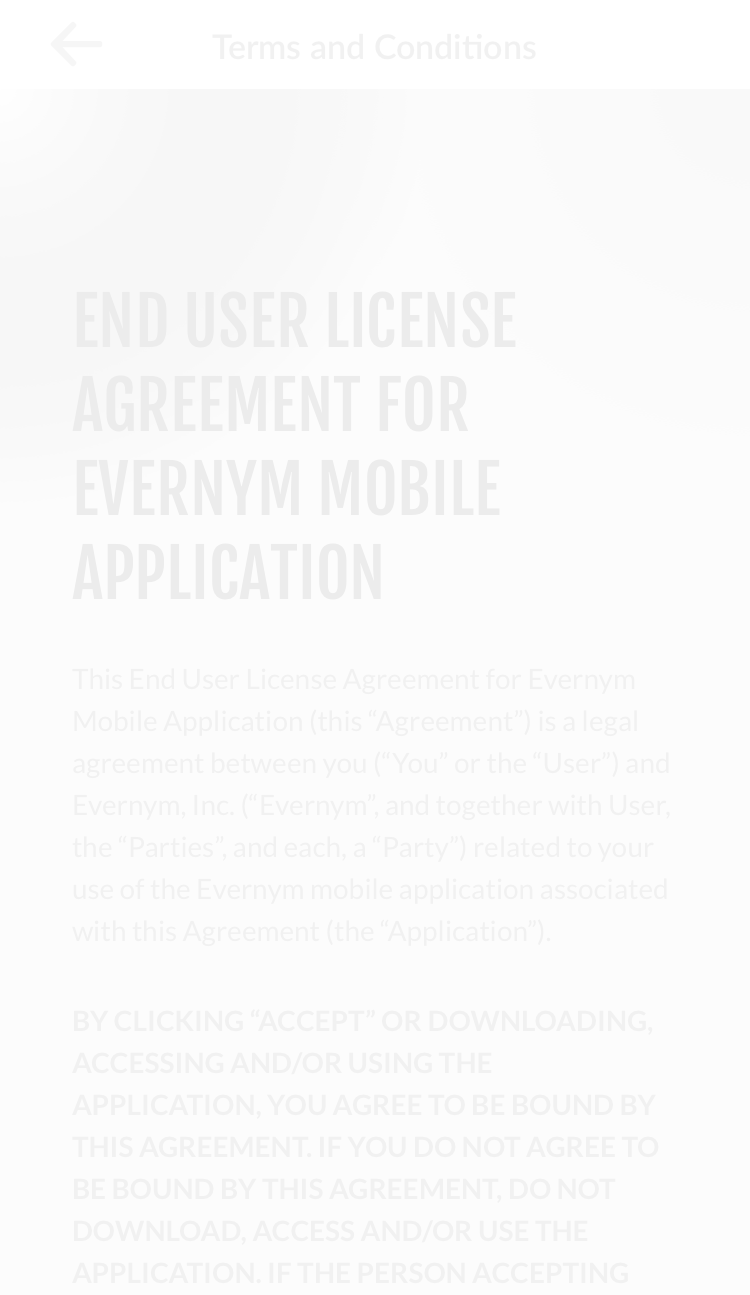 Terms and Conditions
END USER LICENSE
AGREEMENT FOR
EVERNYM MOBILE
APPLICATION
This End User License Agreement for Evernym
Mobile Application (this “Agreement”) is a legal
agreement between you (“You” or the “User”) and
Evernym, Inc. (“Evernym”, and together with User,
the “Parties”, and each, a “Party”) related to your
use of the Evernym mobile application associated
with this Agreement (the “Application”).
BY CLICKING “ACCEPT” OR DOWNLOADING,
ACCESSING AND/OR USING THE
APPLICATION, YOU AGREE TO BE BOUND BY
THIS AGREEMENT. IF YOU DO NOT AGREE TO
BE BOUND BY THIS AGREEMENT, DO NOT
DOWNLOAD, ACCESS AND/OR USE THE
APPLICATION. IF THE PERSON ACCEPTING